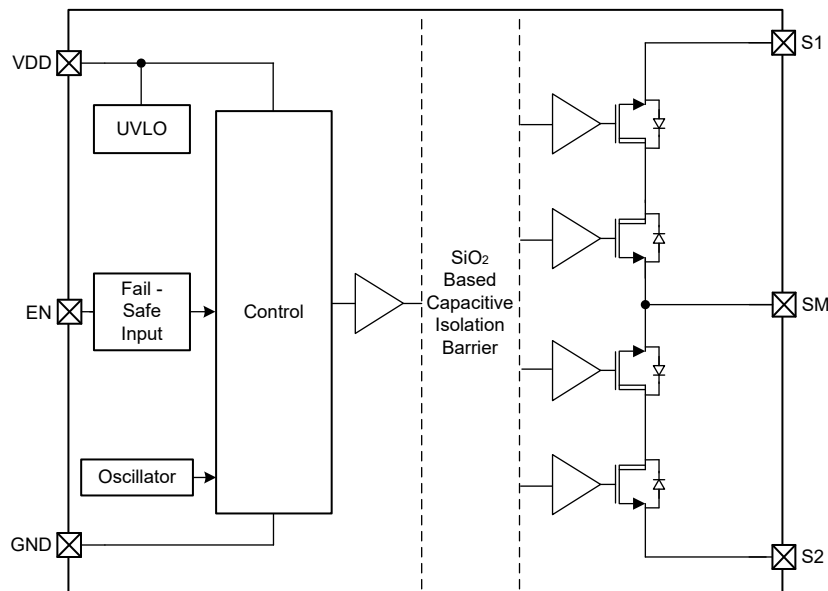 VDD
UVLO
EN
Fail -
Safe
Input
Oscillator
GND
Control
SiO2
Based
Capacitive
Isolation
Barrier
S1
SM
S2